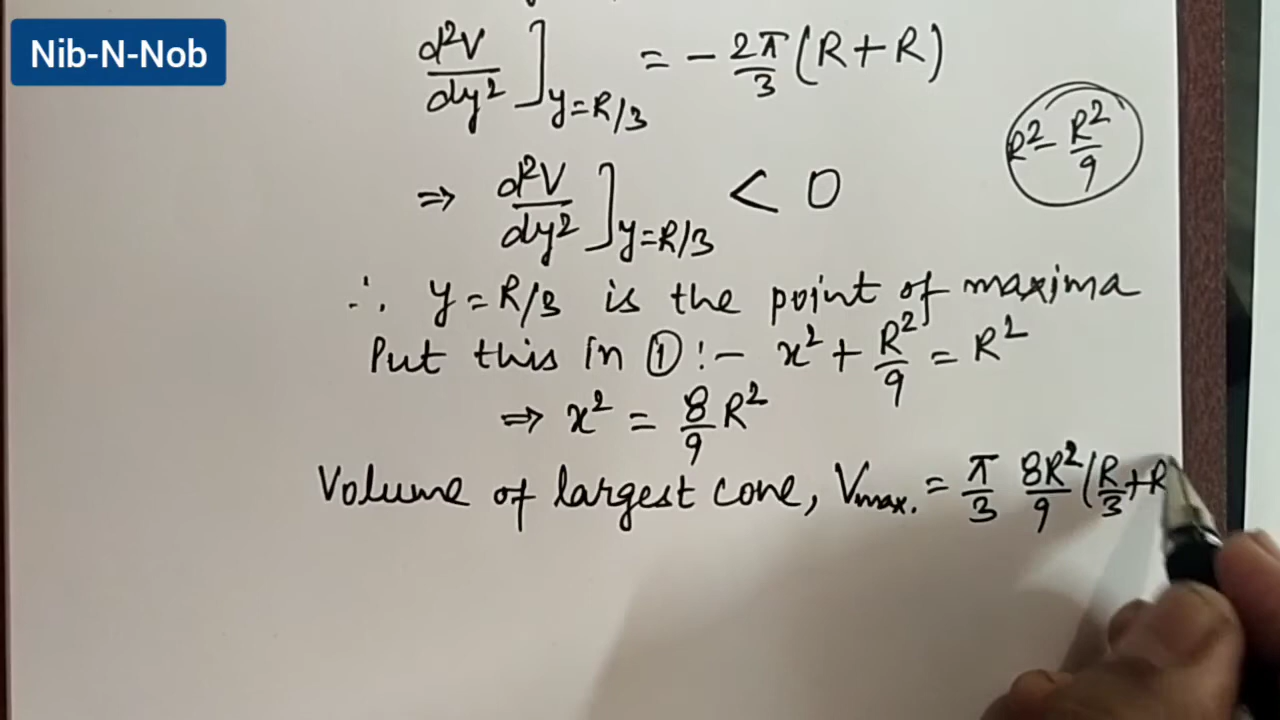 Nib-N-Nob
d²V/dy²]y=R/3 = - 2π/3 (R+R)
R² - R²/9
⇒ d²V/dy²]y=R/3 < 0
∴ y = R/3 is the point of maxima
Put this in ① :- x² + R²/9 = R²
⇒ x² = 8/9 R²
Volume of largest cone, Vmax. = π/3 8R²/9 (R/3+R